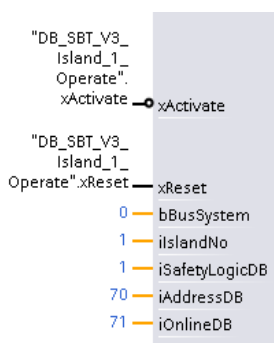 "DB_SBT_V3_
Island_1_
Operate".
xActivate
xActivate
"DB_SBT_V3_
Island_1_
Operate".xReset
xReset
0
bBusSystem
1
iIslandNo
1
iSafetyLogicDB
70
iAddressDB
71
iOnlineDB